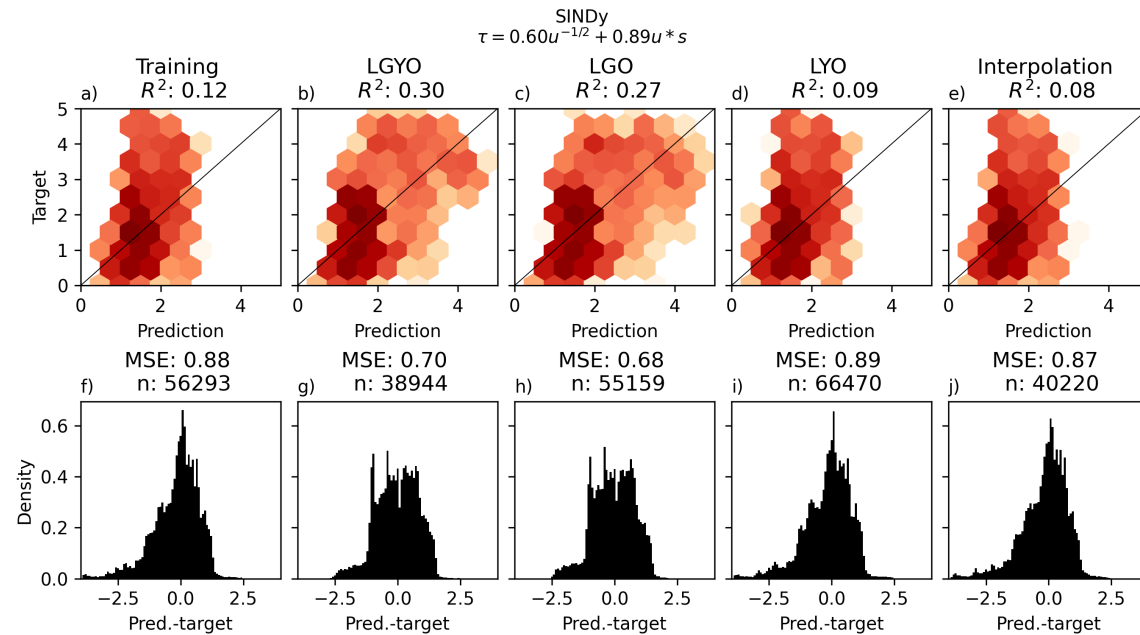 SINDy
τ = 0.60u^{-1/2} + 0.89u * s
Training
R²: 0.12
a)
LGYO
R²: 0.30
b)
LGO
R²: 0.27
c)
LYO
R²: 0.09
d)
Interpolation
R²: 0.08
e)
5
4
3
2
1
0
Target
0 2 4
0 2 4
0 2 4
0 2 4
0 2 4
Prediction
Prediction
Prediction
Prediction
Prediction
MSE: 0.88
n: 56293
f)
MSE: 0.70
n: 38944
g)
MSE: 0.68
n: 55159
h)
MSE: 0.89
n: 66470
i)
MSE: 0.87
n: 40220
j)
0.6
0.4
0.2
0.0
Density
−2.5 0.0 2.5
−2.5 0.0 2.5
−2.5 0.0 2.5
−2.5 0.0 2.5
−2.5 0.0 2.5
Pred.-target
Pred.-target
Pred.-target
Pred.-target
Pred.-target